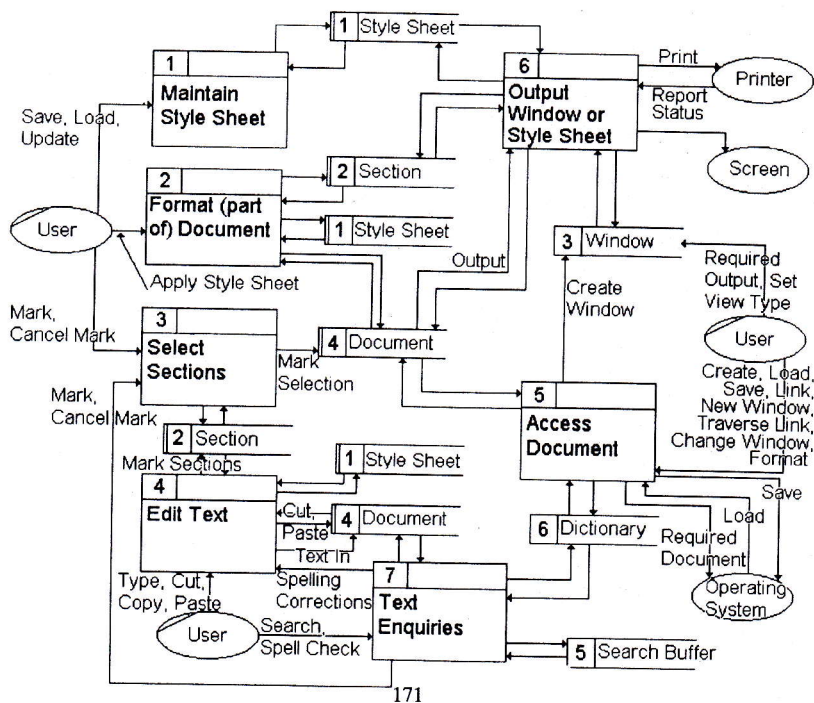 1 Style Sheet
1
Maintain
Style Sheet
Save, Load,
Update
6
Output
Window or
Style Sheet
Print
Printer
Report
Status
Screen
2
Format (part
of) Document
2 Section
1 Style Sheet
User
Apply Style Sheet
Output
3 Window
Create
Window
Required
Output, Set
View Type
User
Mark,
Cancel Mark
3
Select
Sections
4 Document
Mark
Selection
Mark,
Cancel Mark
2 Section
Mark Sections
5
Access
Document
Create, Load,
Save, Link,
New Window,
Traverse Link,
Change Window,
Format
Save
Load
1 Style Sheet
4
Edit Text
Cut,
Paste
4 Document
Text In
6 Dictionary
Required
Document
Operating
System
Type, Cut,
Copy, Paste
Spelling
Corrections
7
Text
Enquiries
User
Search,
Spell Check
5 Search Buffer
171